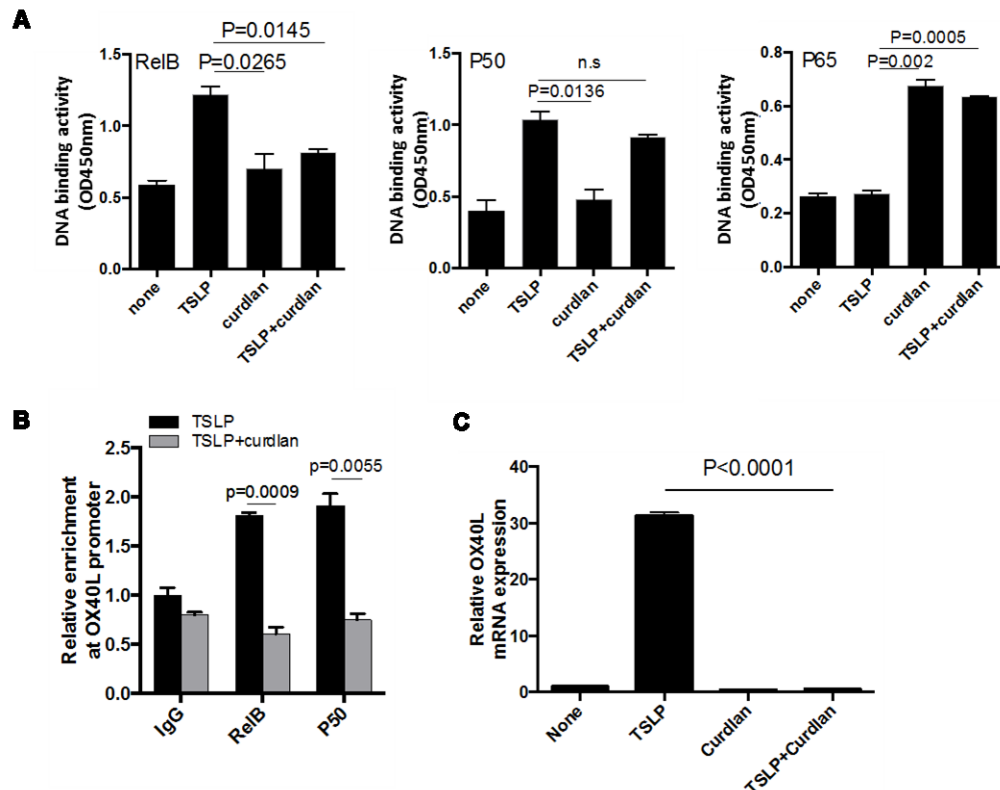 A
P=0.0145
P=0.0265
RelB
DNA binding activity
(OD450nm)
1.5
1.0
0.5
0.0
none
TSLP
curdlan
TSLP+curdlan
n.s
P=0.0136
P50
DNA binding activity
(OD450nm)
1.5
1.0
0.5
0.0
none
TSLP
curdlan
TSLP+curdlan
P=0.0005
P=0.002
P65
DNA binding activity
(OD450nm)
0.8
0.6
0.4
0.2
0.0
none
TSLP
curdlan
TSLP+curdlan
B
TSLP
TSLP+curdlan
p=0.0055
p=0.0009
Relative enrichment
at OX40L promoter
2.5
2.0
1.5
1.0
0.5
0.0
IgG
RelB
P50
C
P<0.0001
Relative OX40L
mRNA expression
40
30
20
10
0
None
TSLP
Curdlan
TSLP+Curdlan